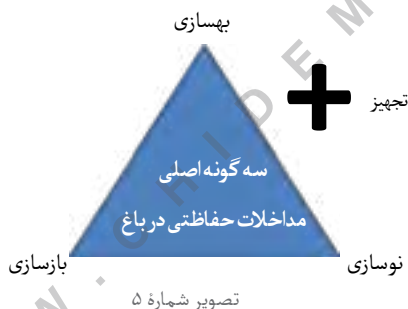 بهسازی
تجهیز
سه گونه اصلی
مداخلات حفاظتی در باغ
نوسازی
بازسازی
تصویر شمارهٔ ۵